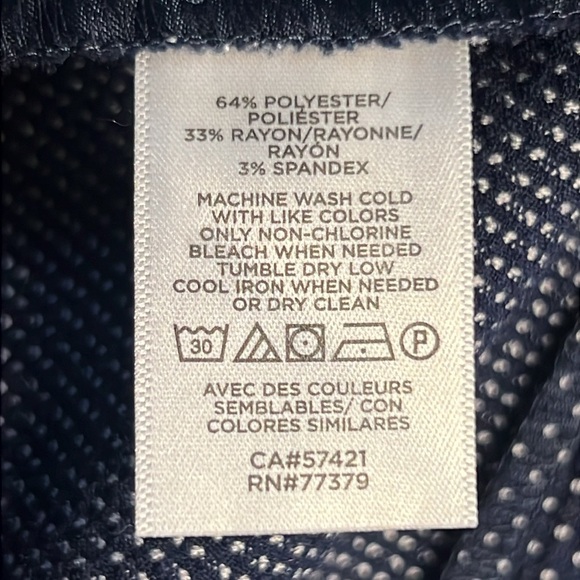 64% POLYESTER/
POLIÉSTER
33% RAYON/RAYONNE/
RAYÓN
3% SPANDEX
MACHINE WASH COLD
WITH LIKE COLORS
ONLY NON-CHLORINE
BLEACH WHEN NEEDED
TUMBLE DRY LOW
COOL IRON WHEN NEEDED
OR DRY CLEAN
30 P
AVEC DES COULEURS
SEMBLABLES/ CON
COLORES SIMILARES
CA#57421
RN#77379